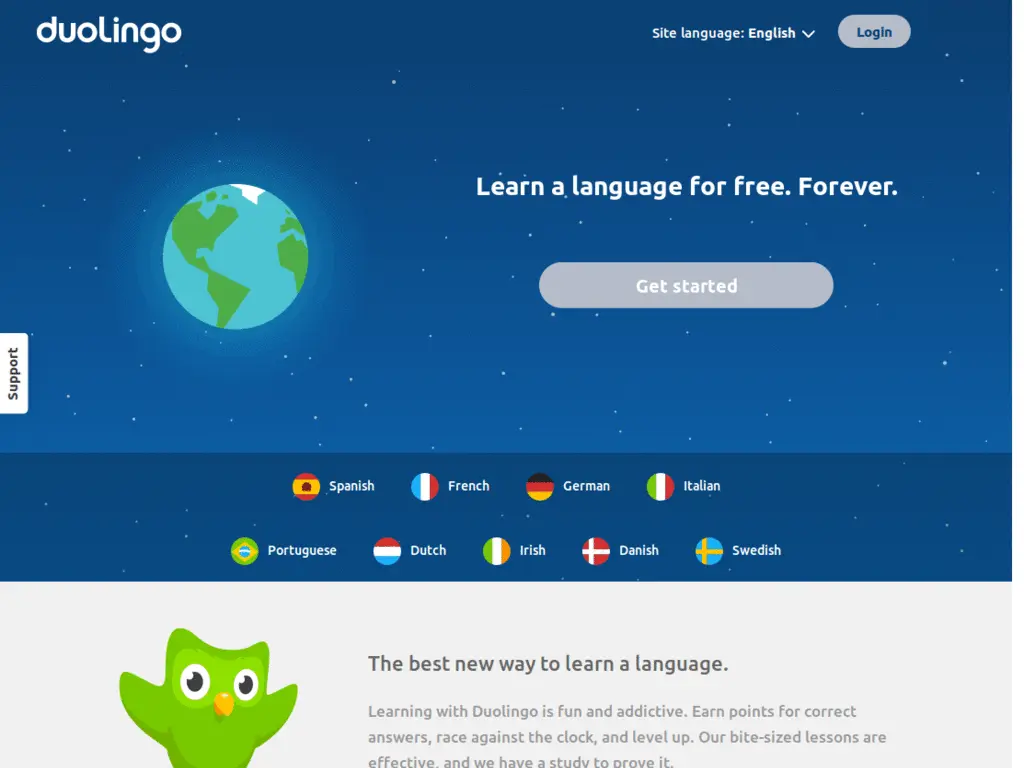 duolingo
Site language: English
Login
Learn a language for free. Forever.
Get started
Support
Spanish French German Italian
Portuguese Dutch Irish Danish Swedish
The best new way to learn a language.
Learning with Duolingo is fun and addictive. Earn points for correct
answers, race against the clock, and level up. Our bite-sized lessons are
effective, and we have a study to prove it.